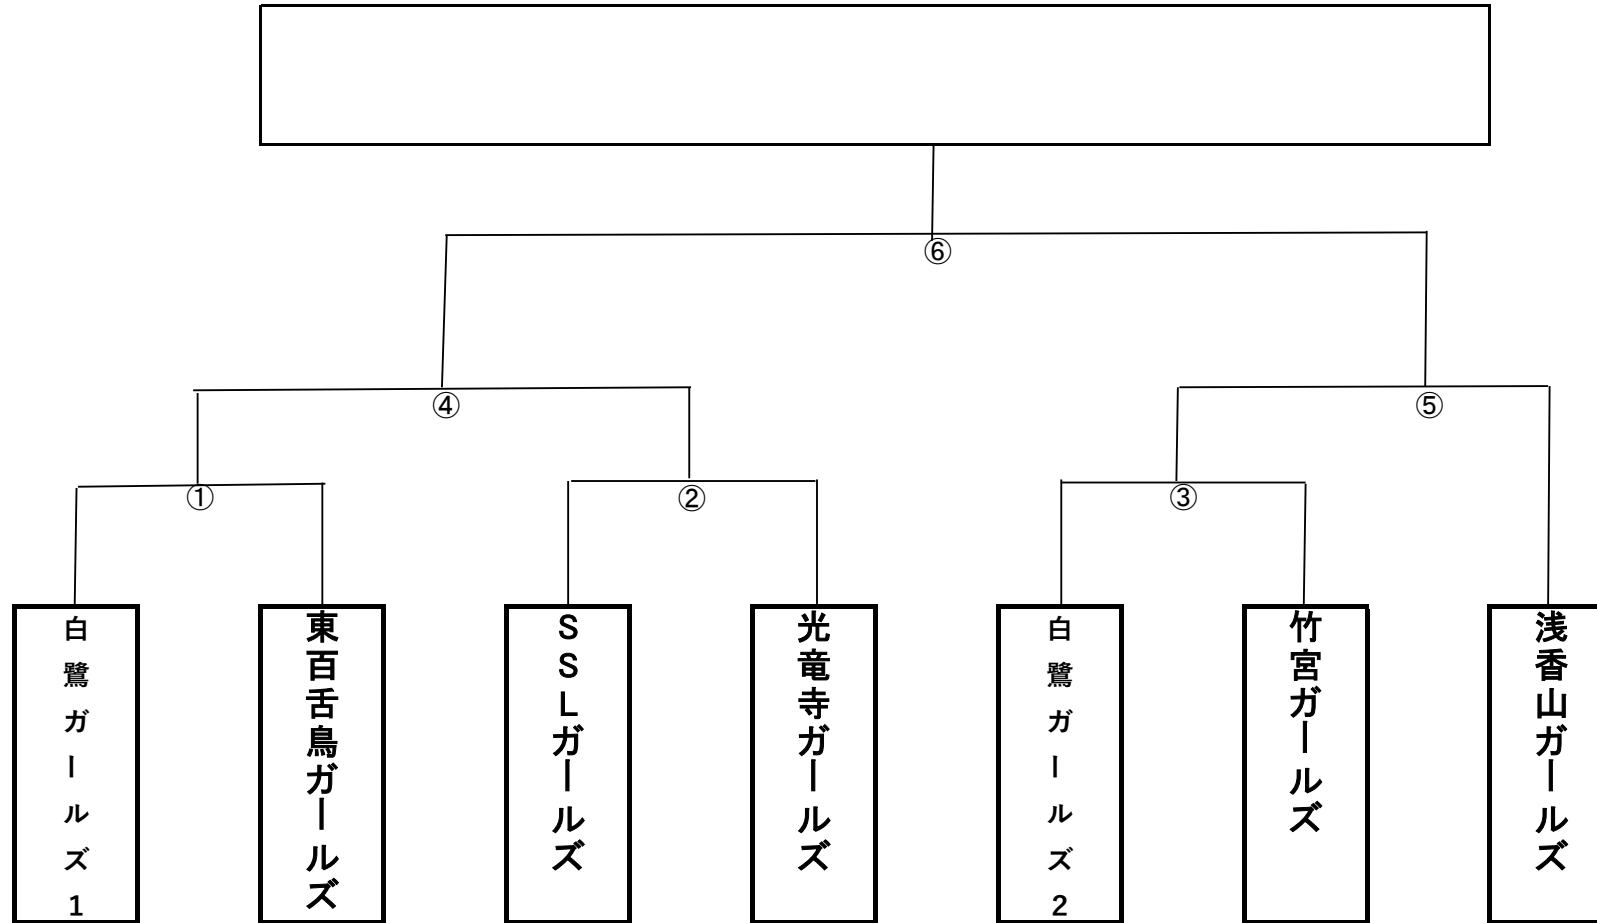 ⑥
④
⑤
①
②
③
白鷺ガールズ1
東百舌鳥ガールズ
SSLガールズ
光竜寺ガールズ
白鷺ガールズ2
竹宮ガールズ
浅香山ガールズ